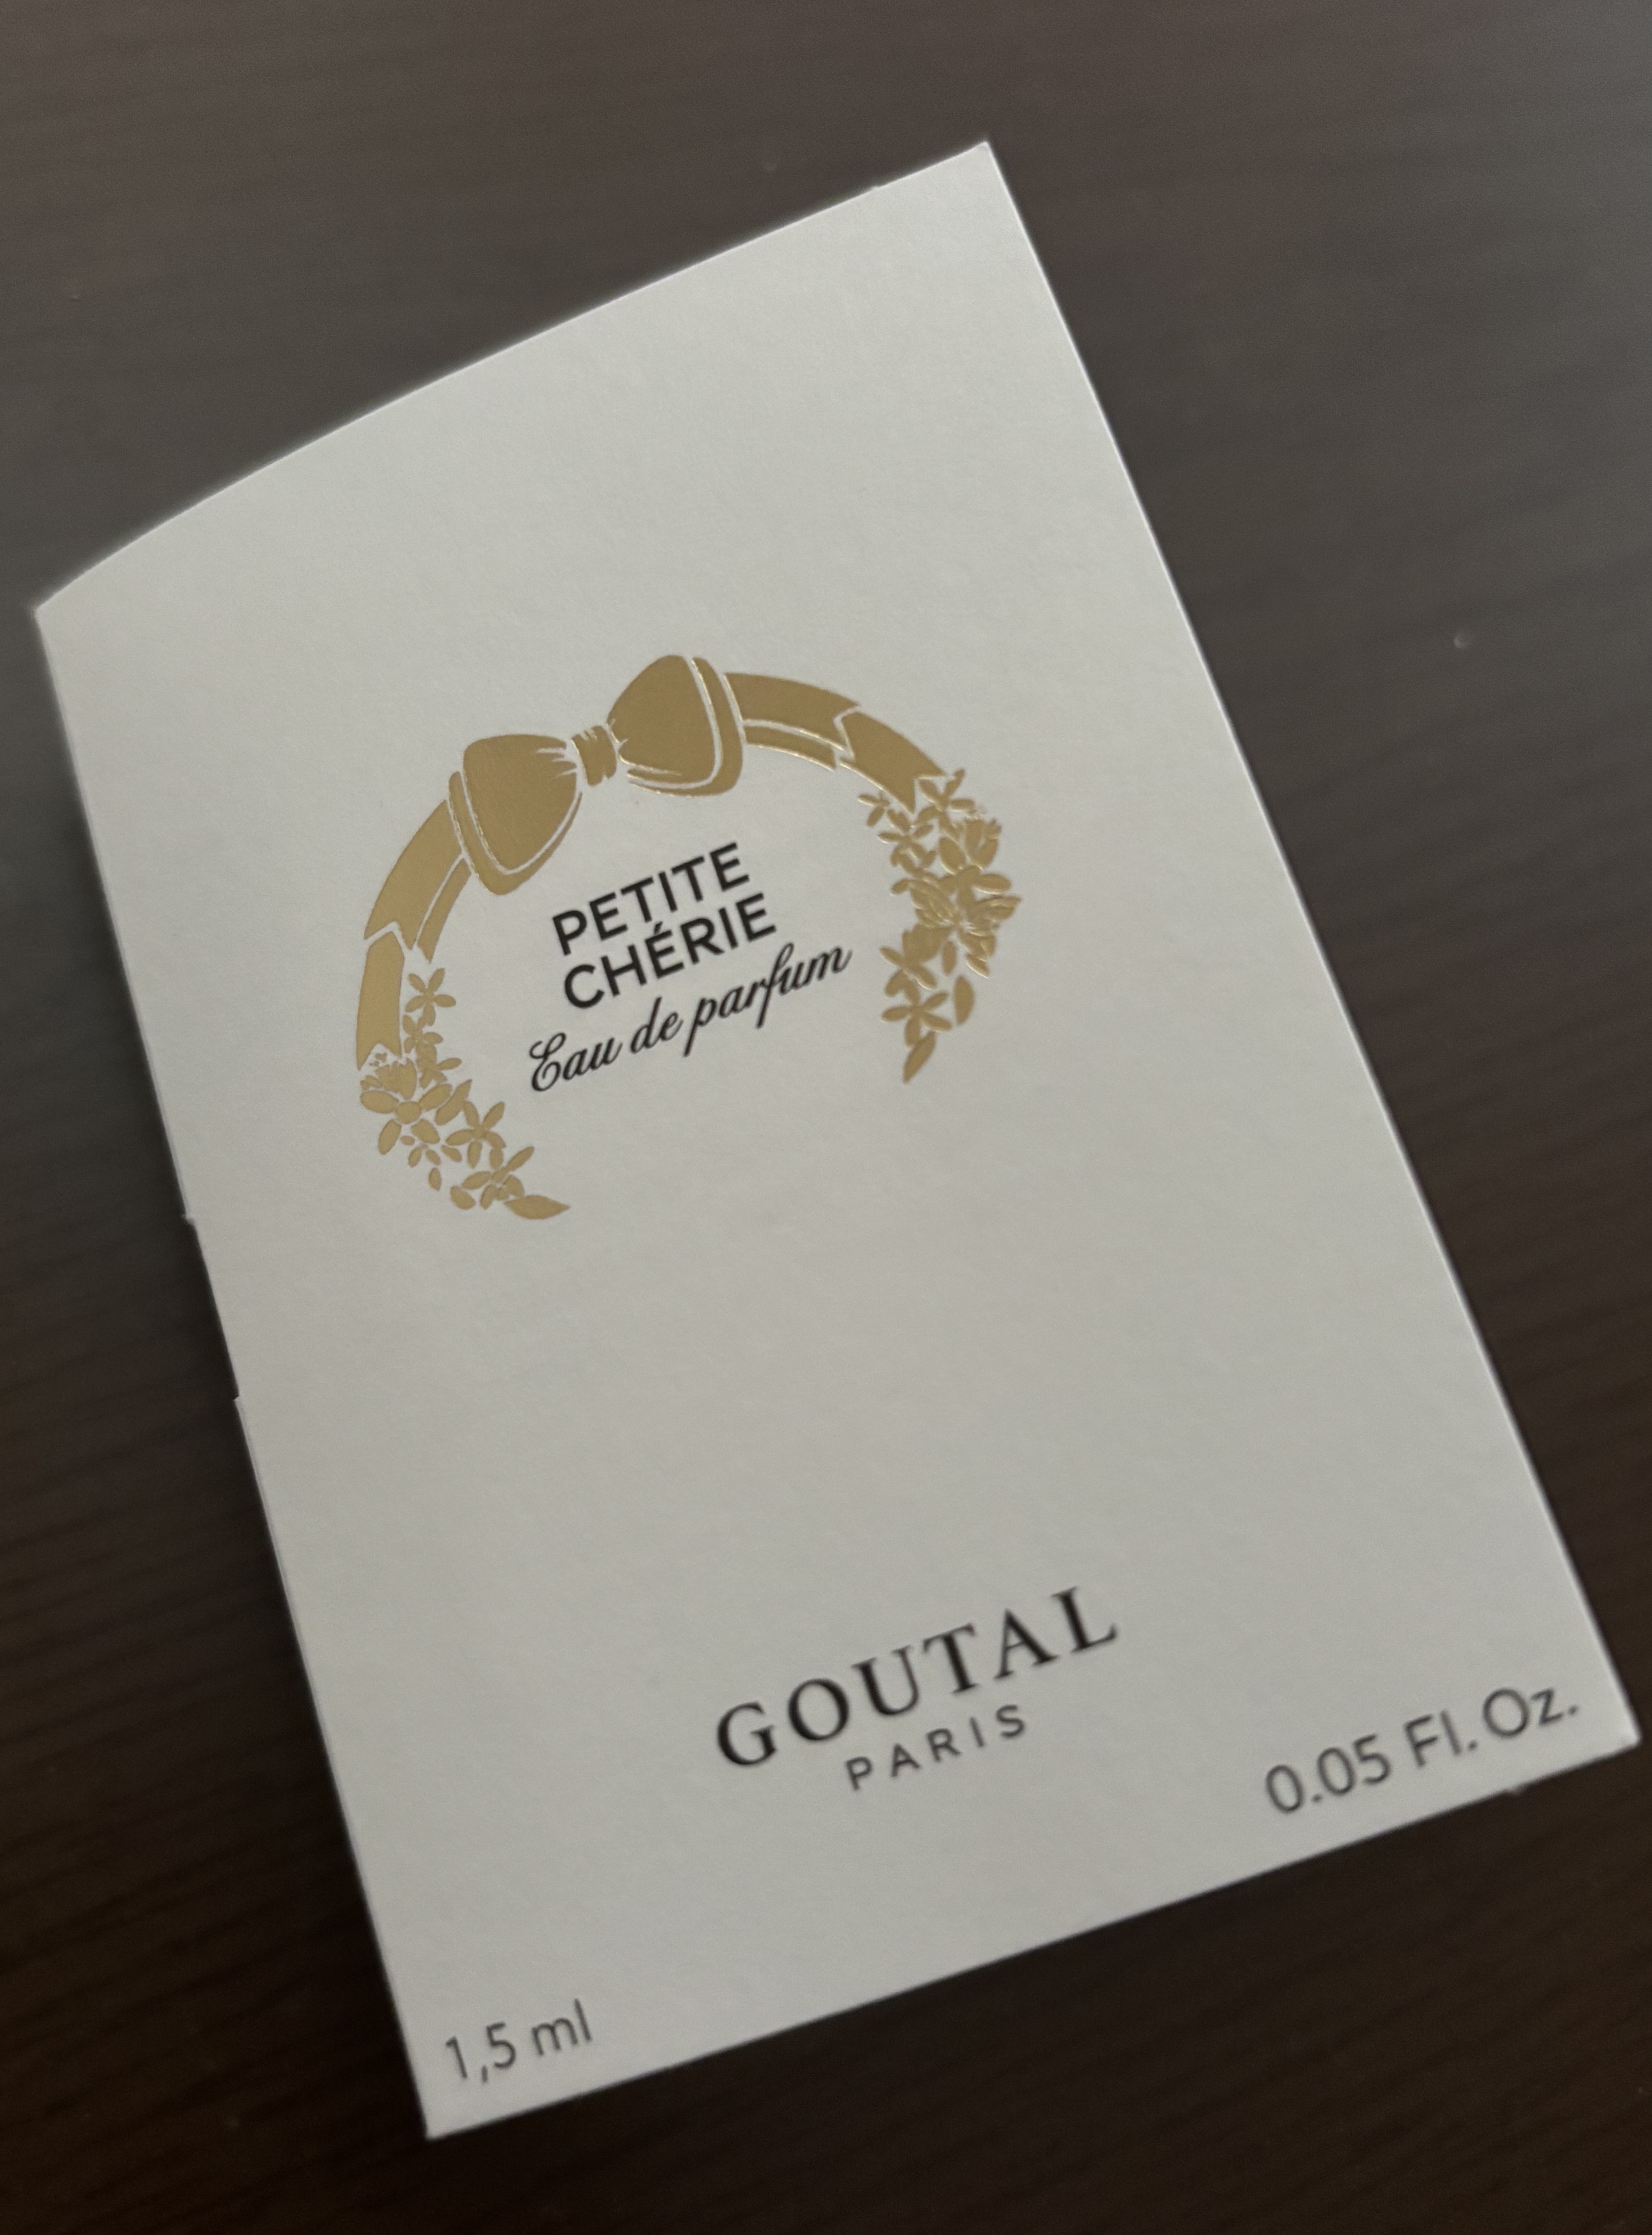 PETITE
CHÉRIE
Eau de parfum
GOUTAL
PARIS
1,5 ml
0.05 Fl. Oz.